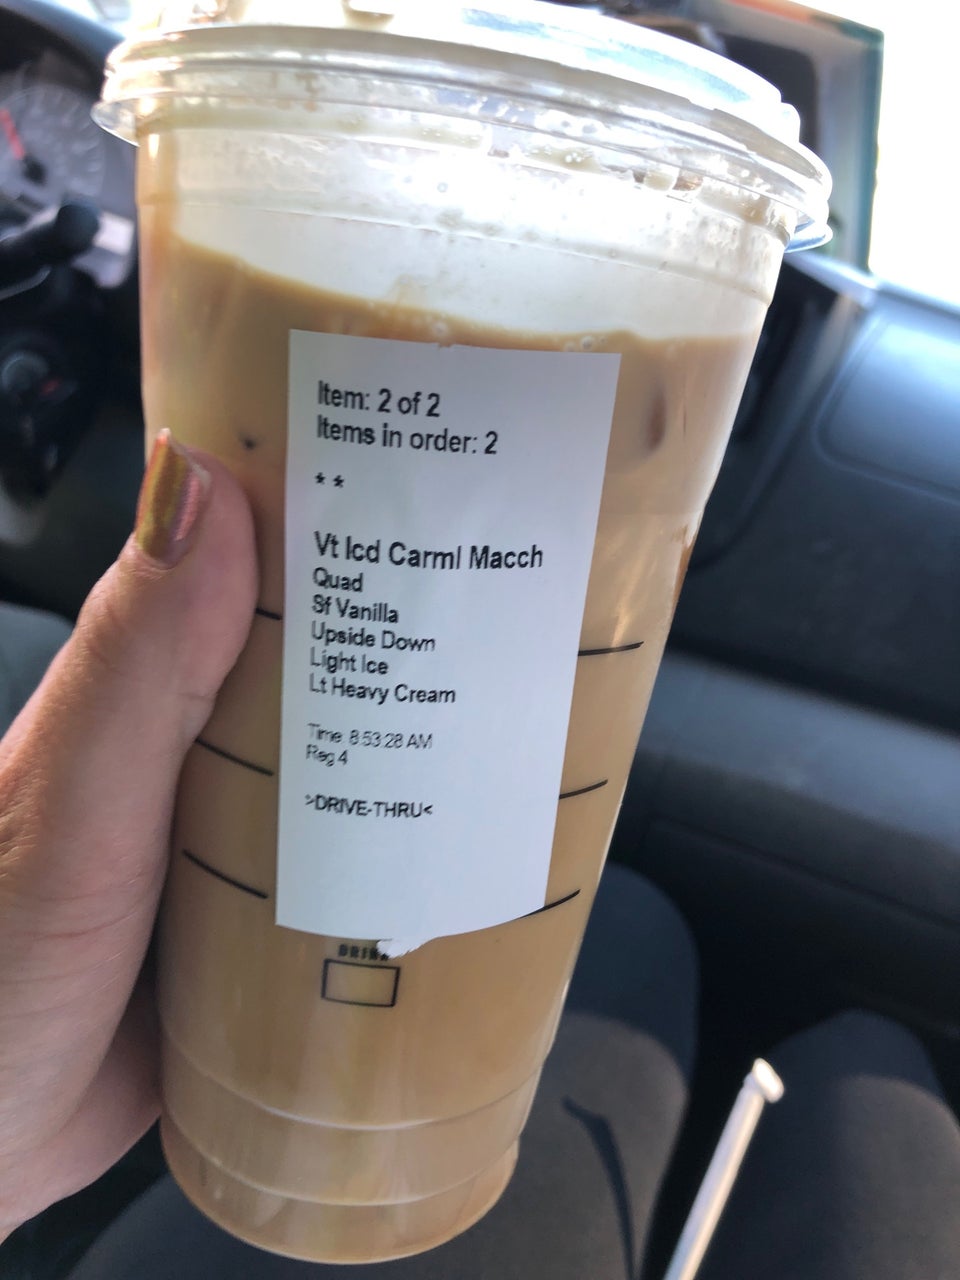 Item: 2 of 2
Items in order: 2
* *
Vt Icd Carml Macch
Quad
Sf Vanilla
Upside Down
Light Ice
Lt Heavy Cream
Time: 8:53:28 AM
Reg 4
>DRIVE-THRU<
DRINK